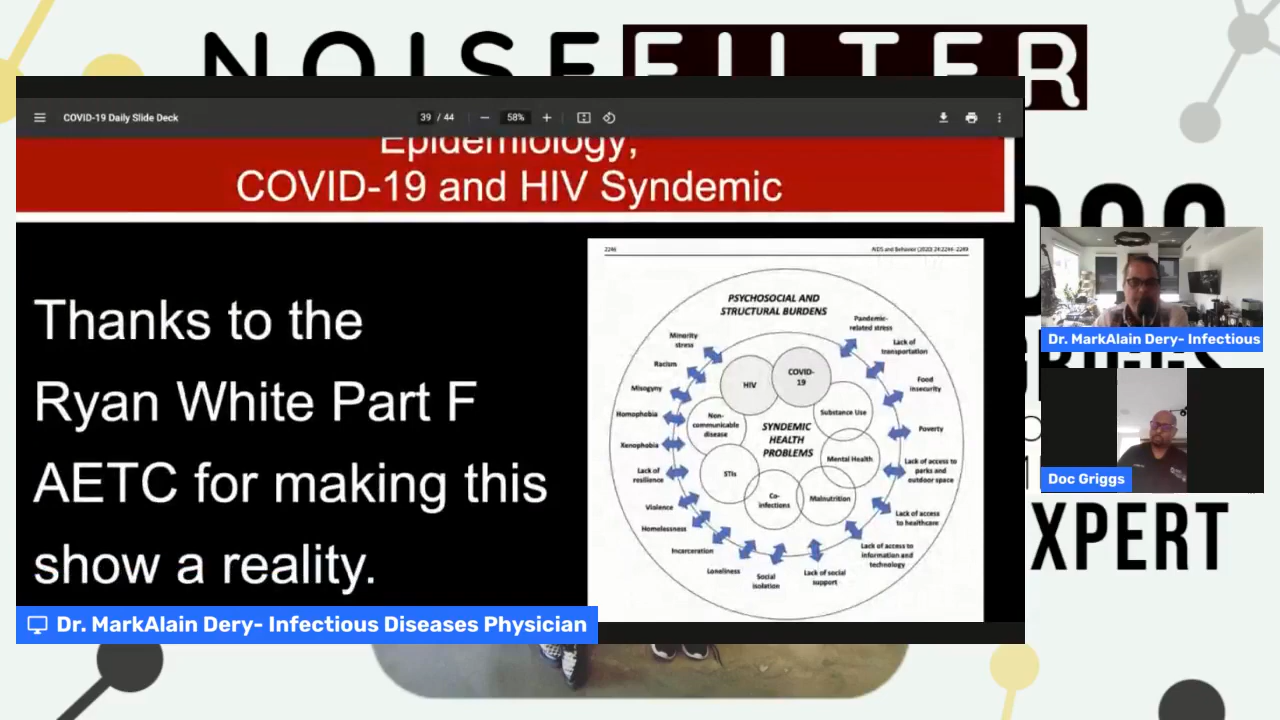 NOISEFILTER
COVID-19 Daily Slide Deck
39 / 44
58%
Epidemiology,
COVID-19 and HIV Syndemic
Thanks to the
Ryan White Part F
AETC for making this
show a reality.
2246
AIDS and Behavior (2020) 24:2244–2249
PSYCHOSOCIAL AND
STRUCTURAL BURDENS
Minority
stress
Racism
Misogyny
Homophobia
Xenophobia
Lack of
resilience
Violence
Homelessness
Incarceration
Loneliness
Social
isolation
Lack of social
support
Lack of access to
information and
technology
Lack of access
to healthcare
Lack of access to
parks and
outdoor space
Poverty
Food
insecurity
Lack of
transportation
Pandemic-
related stress
HIV
COVID-
19
Substance Use
Mental Health
Malnutrition
Co-
infections
STIs
Non-
communicable
disease
SYNDEMIC
HEALTH
PROBLEMS
Dr. MarkAlain Dery- Infectious Diseases Physician
Dr. MarkAlain Dery- Infectious
Doc Griggs
XPERT